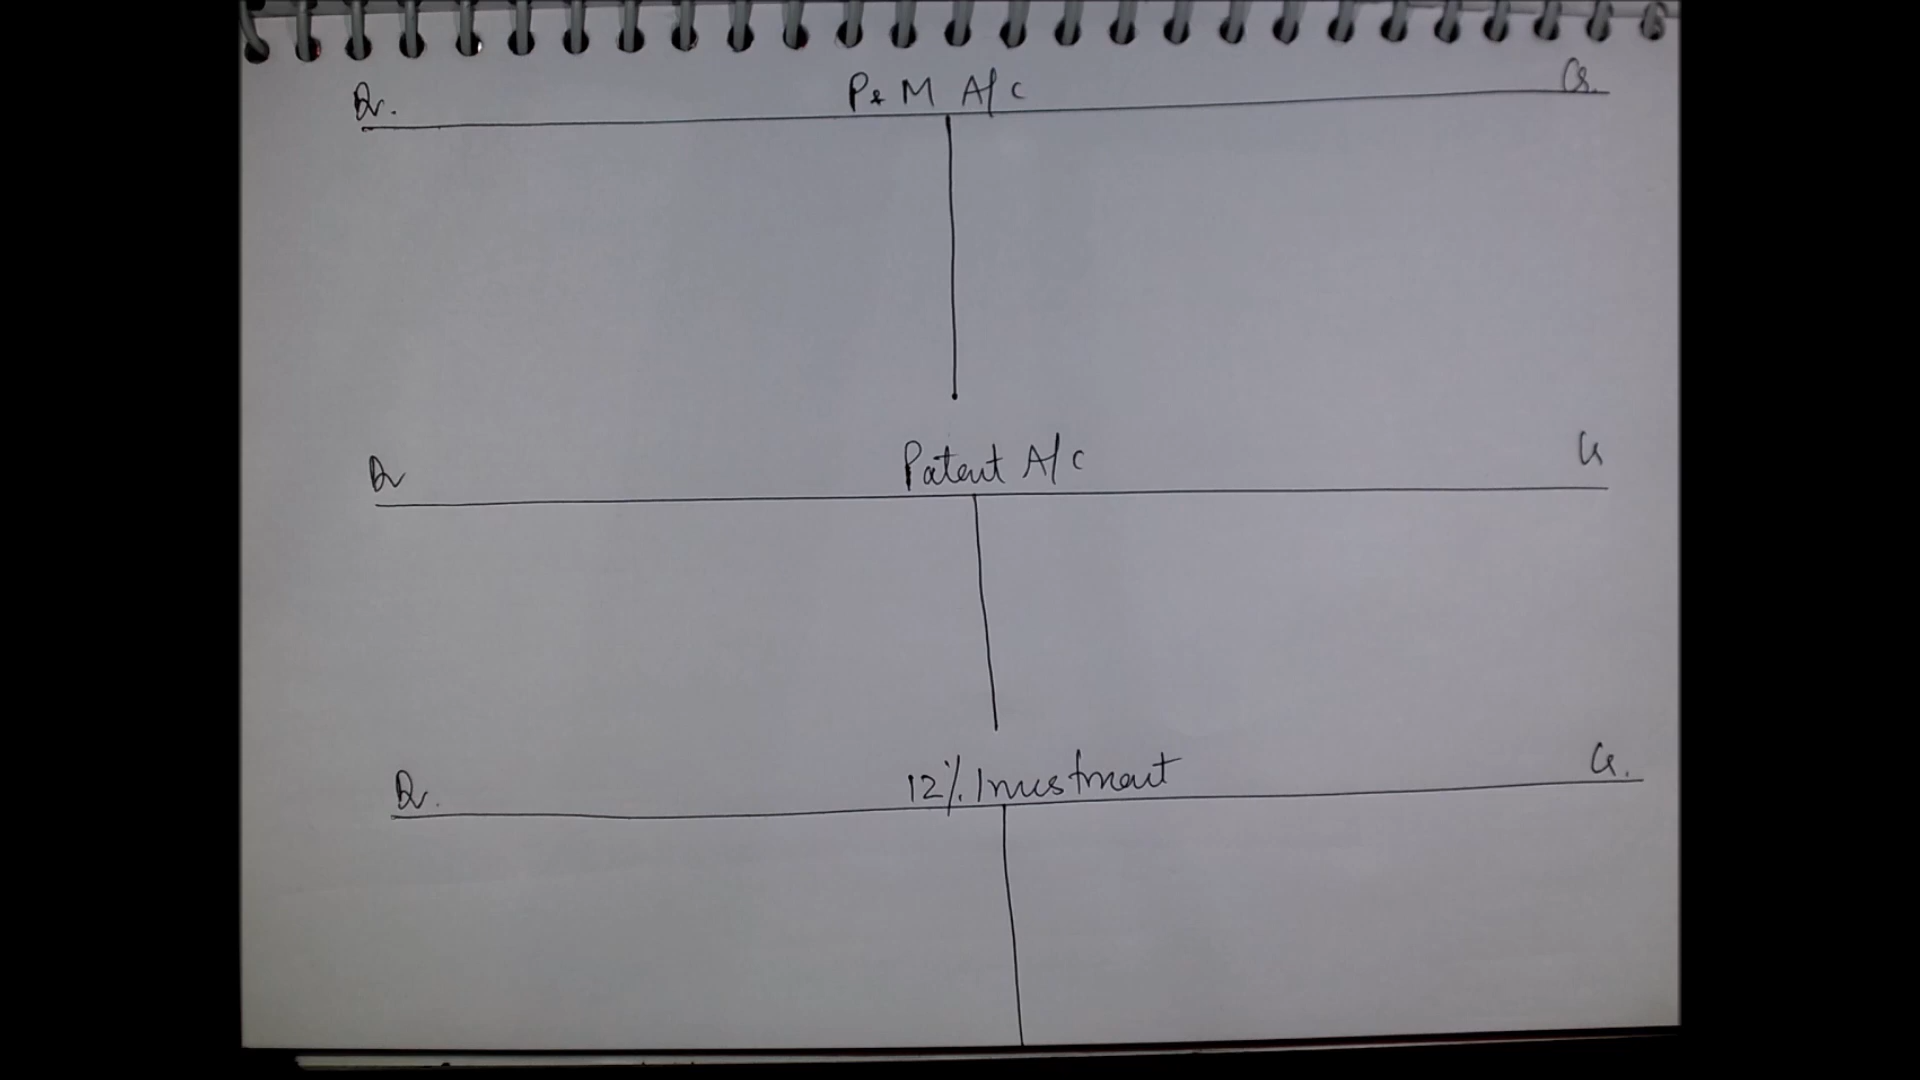 Dr. P&M A/c Cr.
Dr Patent A/c Cr
Dr. 12% Investment Cr.